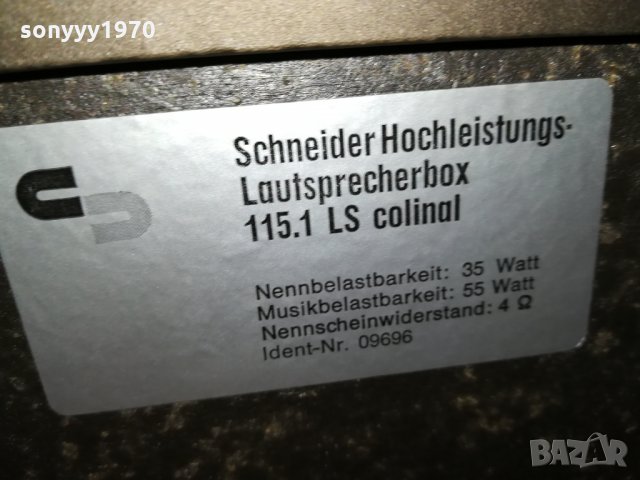 sonyyy1970
Schneider Hochleistungs-
Lautsprecherbox
115.1 LS colinal
Nennbelastbarkeit: 35 Watt
Musikbelastbarkeit: 55 Watt
Nennscheinwiderstand: 4 Ω
Ident-Nr. 09696
BAZAR